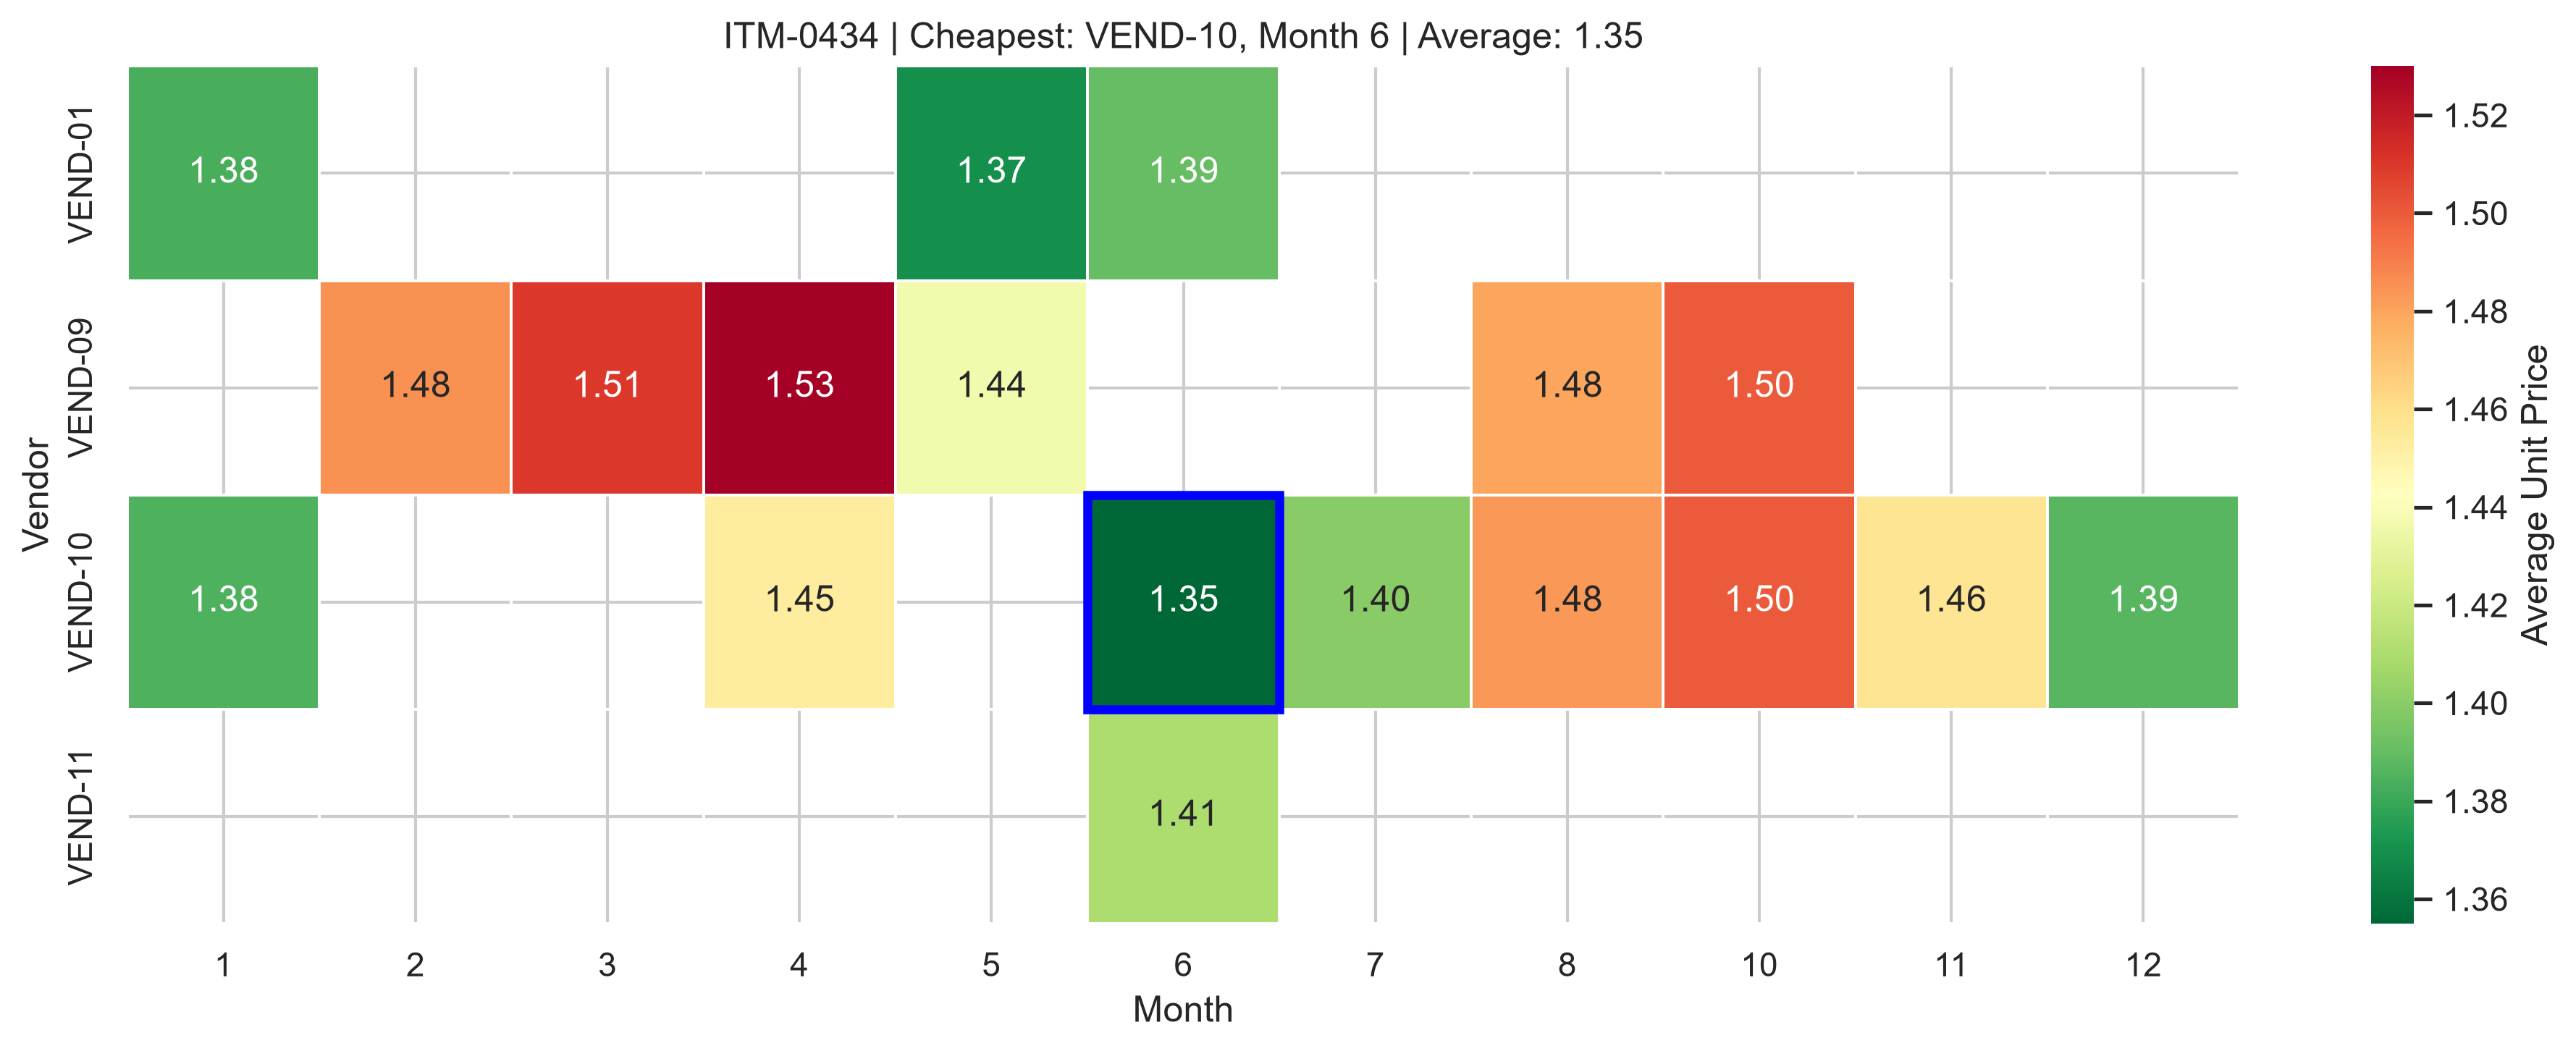 ITM-0434 | Cheapest: VEND-10, Month 6 | Average: 1.35
Vendor
VEND-01
1.38 1.37 1.39
VEND-09
1.48 1.51 1.53 1.44 1.48 1.50
VEND-10
1.38 1.45 1.35 1.40 1.48 1.50 1.46 1.39
VEND-11
1.41
1 2 3 4 5 6 7 8 10 11 12
Month
1.52
1.50
1.48
1.46
1.44
1.42
1.40
1.38
1.36
Average Unit Price